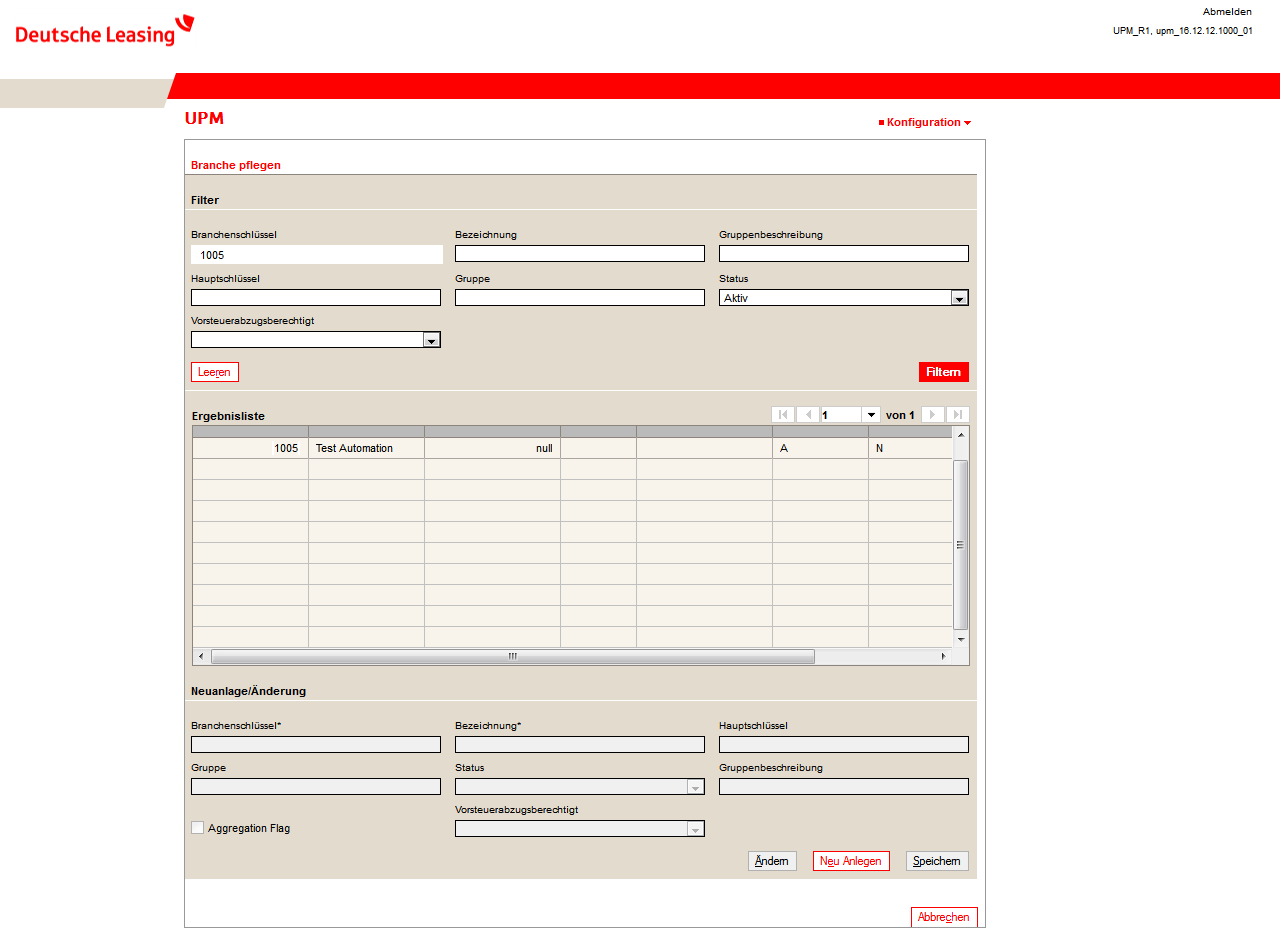 Deutsche Leasing
Abmelden
UPM_R1, upm_16.12.12.1000_01
UPM
Konfiguration
Branche pflegen
Filter
Branchenschlüssel Bezeichnung Gruppenbeschreibung
1005
Hauptschlüssel Gruppe Status
Aktiv
Vorsteuerabzugsberechtigt
Leeren Filtern
Ergebnisliste 1 von 1
1005 Test Automation null A N
Neuanlage/Änderung
Branchenschlüssel* Bezeichnung* Hauptschlüssel
Gruppe Status Gruppenbeschreibung
Vorsteuerabzugsberechtigt
Aggregation Flag
Ändern Neu Anlegen Speichern
Abbrechen